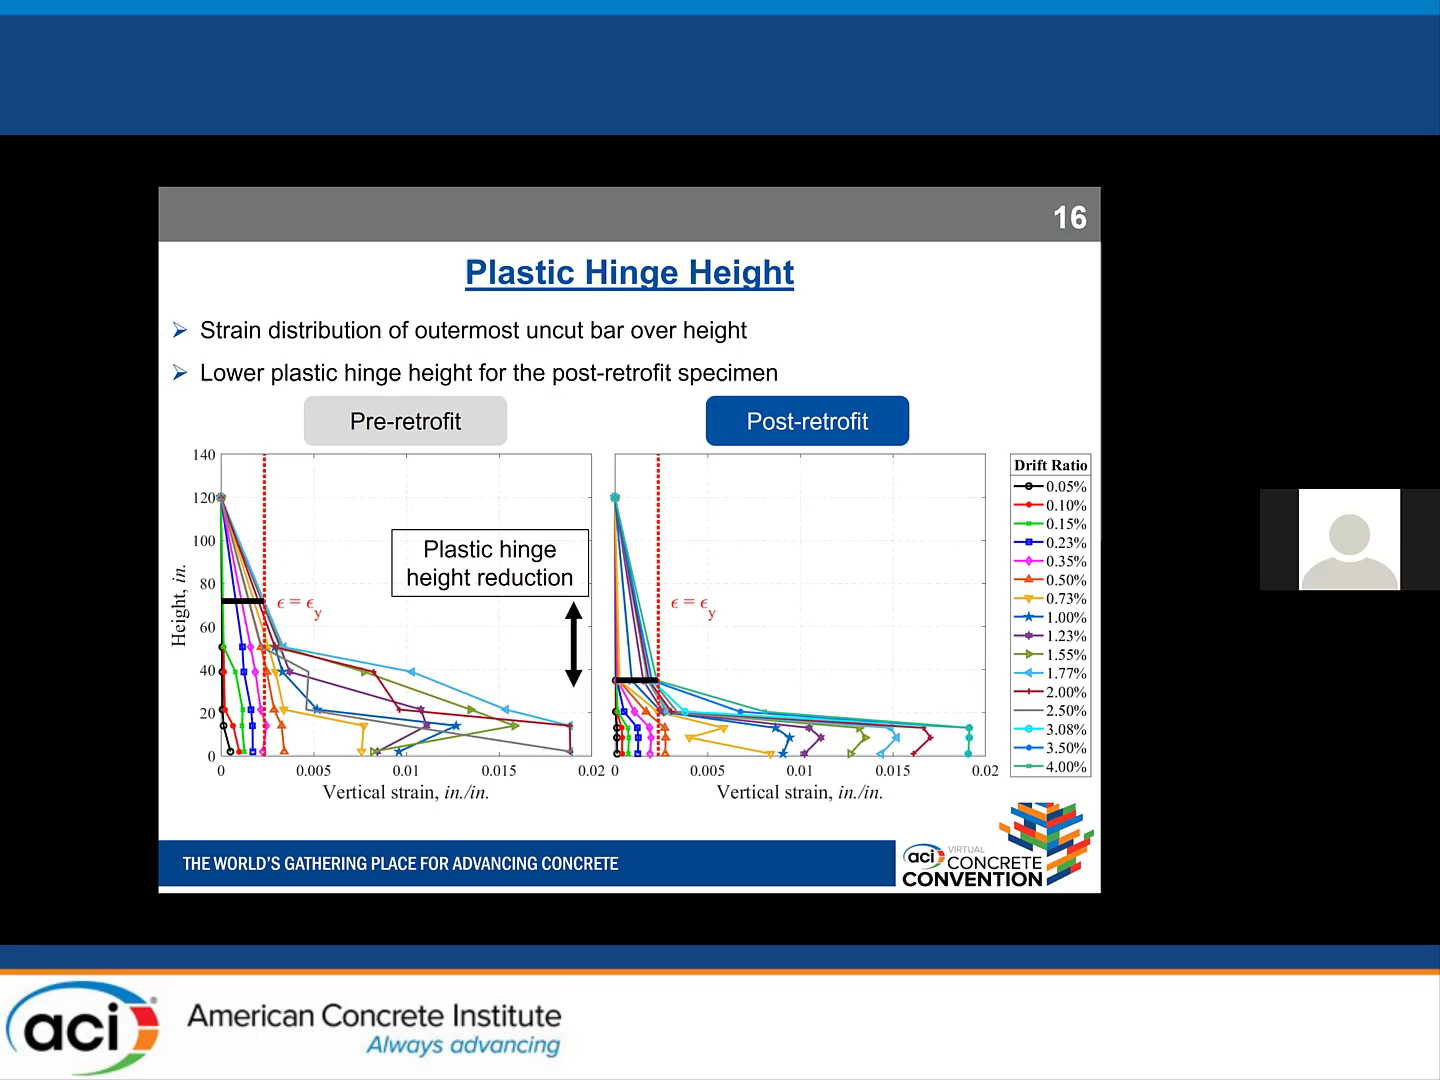 16
Plastic Hinge Height
Strain distribution of outermost uncut bar over height
Lower plastic hinge height for the post-retrofit specimen
Pre-retrofit
Post-retrofit
140
120
100
80
60
40
20
0
Height, in.
0
0.005
0.01
0.015
0.02
Vertical strain, in./in.
ϵ = ϵy
Plastic hinge
height reduction
0
0.005
0.01
0.015
0.02
Vertical strain, in./in.
ϵ = ϵy
Drift Ratio
0.05%
0.10%
0.15%
0.23%
0.35%
0.50%
0.73%
1.00%
1.23%
1.55%
1.77%
2.00%
2.50%
3.08%
3.50%
4.00%
THE WORLD'S GATHERING PLACE FOR ADVANCING CONCRETE
aci VIRTUAL
CONCRETE
CONVENTION
aci
American Concrete Institute
Always advancing